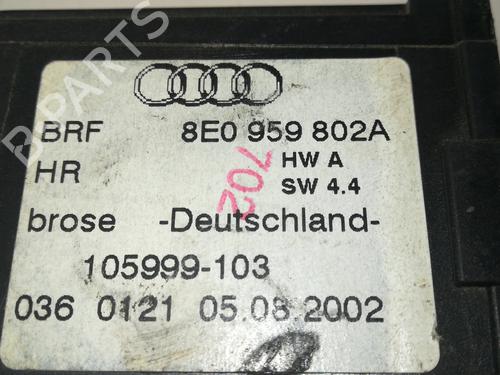 BRF 8E0 959 802A
HR HW A
SW 4.4
702
brose -Deutschland-
105999-103
036 0121 05.08.2002
B-PARTS